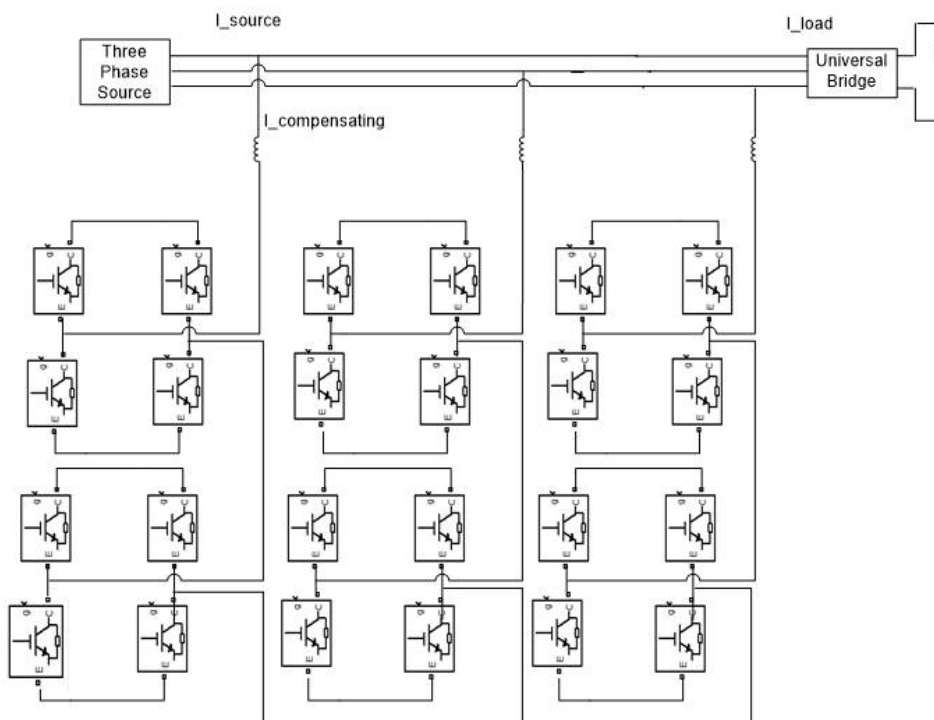 I_source
I_load
Three
Phase
Source
Universal
Bridge
I_compensating
g C g C g C g C g C g C
E E E E E E
g C g C g C g C g C g C
E E E E E E
g C g C g C g C g C g C
E E E E E E
g C g C g C g C g C g C
E E E E E E